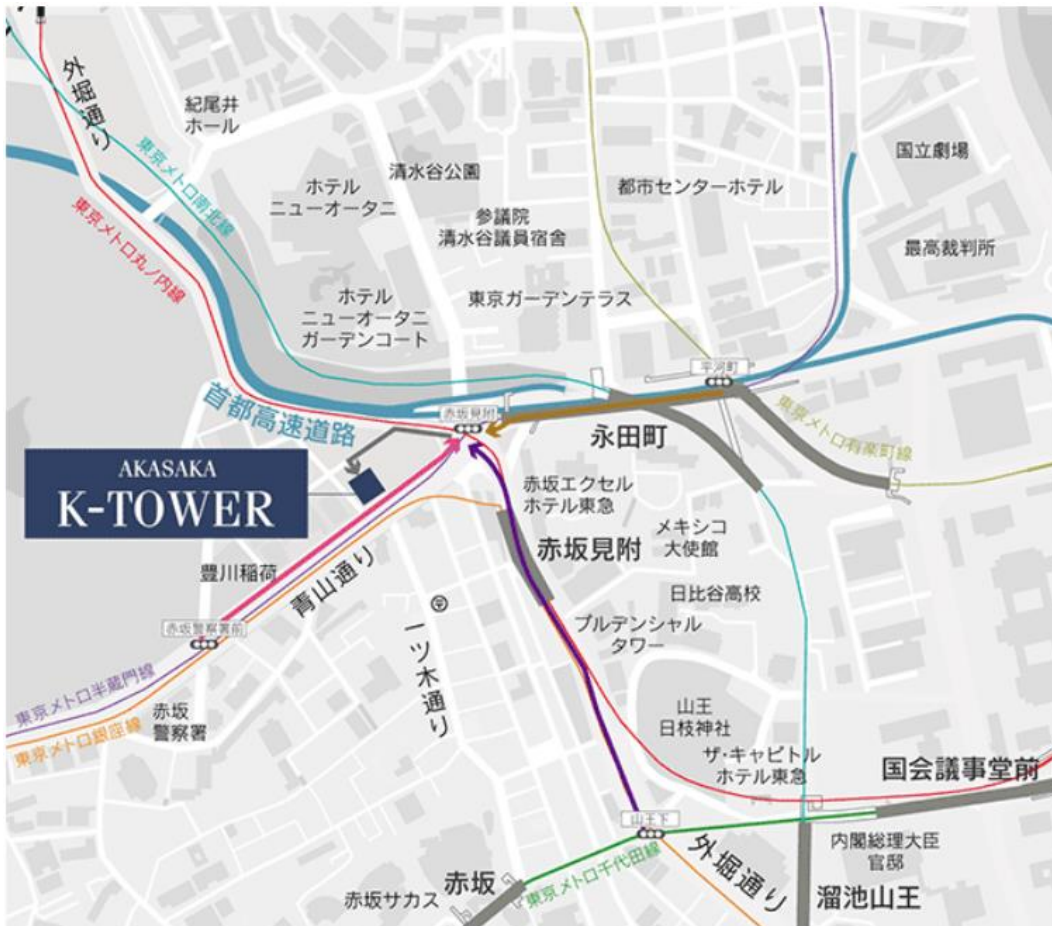 外堀通り
紀尾井
ホール
東京メトロ南北線
東京メトロ丸ノ内線
ホテル
ニューオータニ
清水谷公園
参議院
清水谷議員宿舎
都市センターホテル
国立劇場
最高裁判所
ホテル
ニューオータニ
ガーデンコート
東京ガーデンテラス
平河町
首都高速道路
赤坂見附
永田町
東京メトロ有楽町線
AKASAKA
K-TOWER
赤坂エクセル
ホテル東急
赤坂見附
メキシコ
大使館
豊川稲荷
青山通り
日比谷高校
赤坂警察署前
一ツ木通り
プルデンシャル
タワー
東京メトロ半蔵門線
東京メトロ銀座線
赤坂
警察署
山王
日枝神社
ザ・キャピトル
ホテル東急
国会議事堂前
山王下
外堀通り
内閣総理大臣
官邸
赤坂
東京メトロ千代田線
赤坂サカス
溜池山王